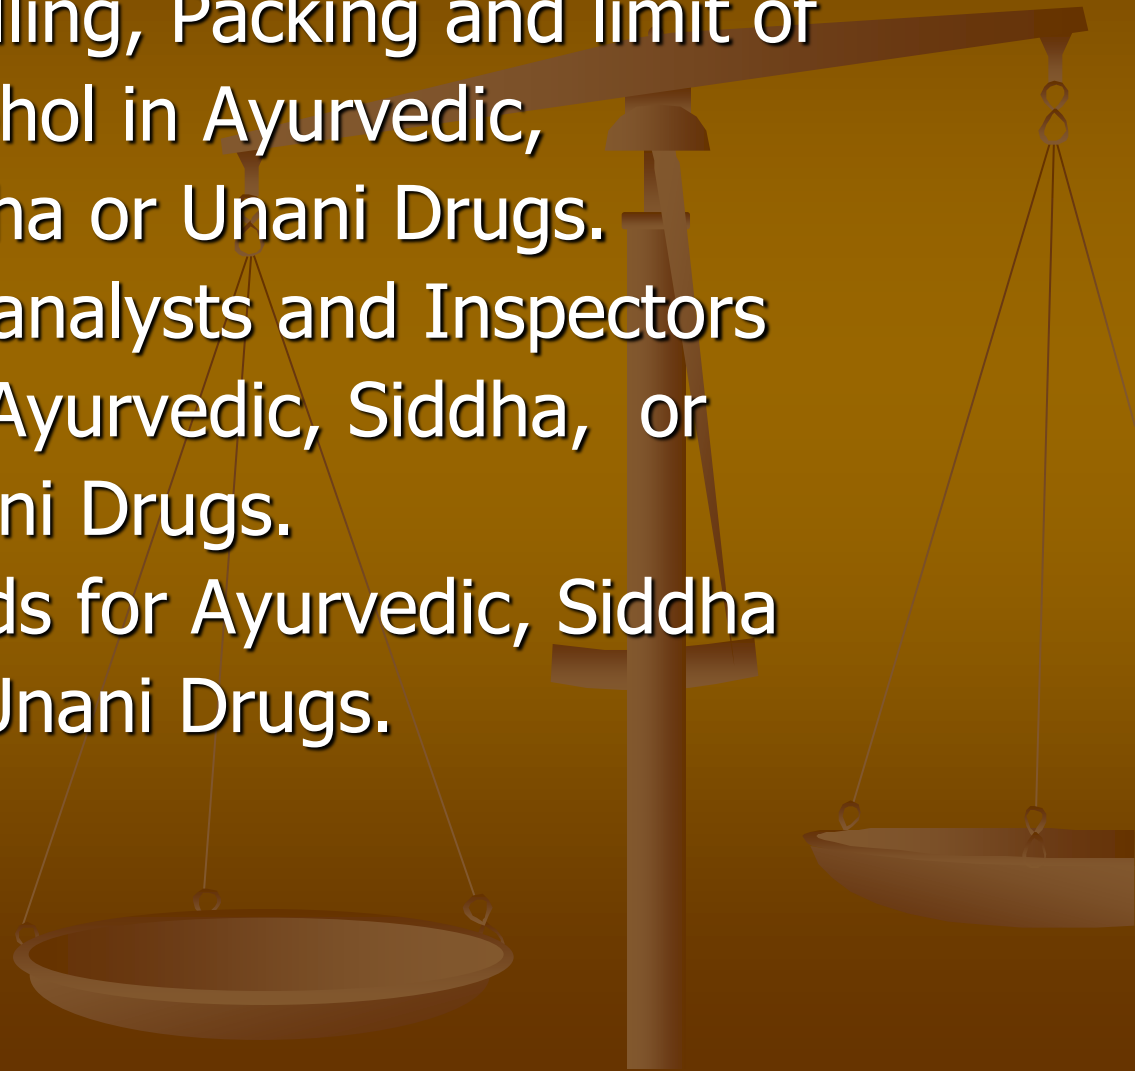 lling, Packing and limit of
hol in Ayurvedic,
ha or Unani Drugs.
analysts and Inspectors
Ayurvedic, Siddha, or
ni Drugs.
ds for Ayurvedic, Siddha
Unani Drugs.